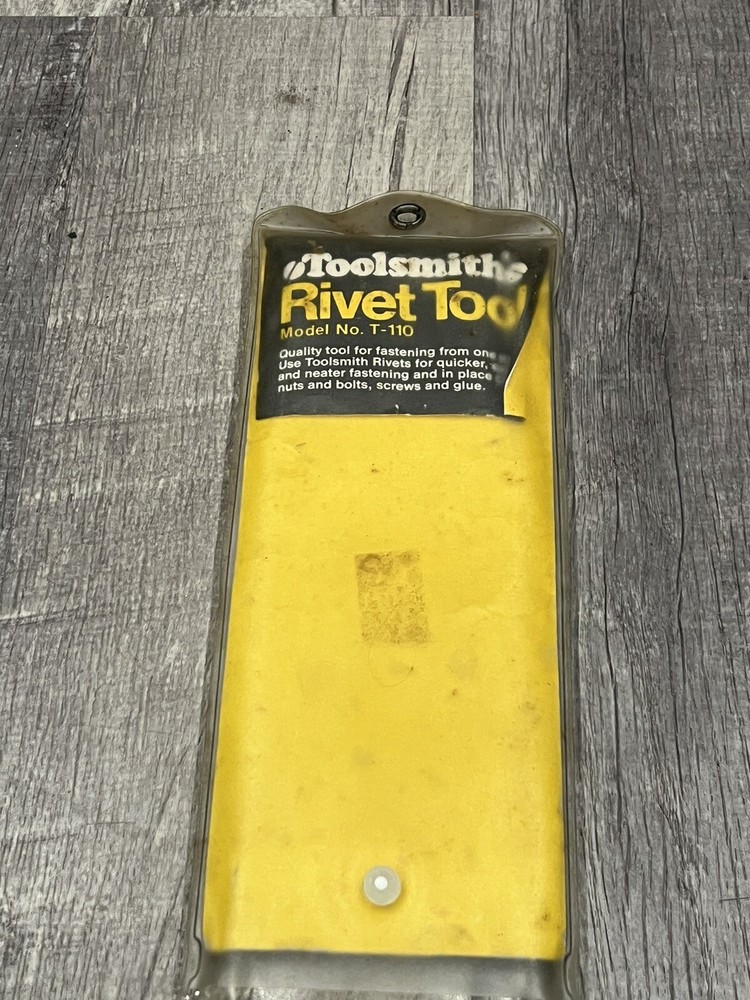 Toolsmiths
Rivet Tool
Model No. T-110
Quality tool for fastening from one
Use Toolsmith Rivets for quicker,
and neater fastening and in place
nuts and bolts, screws and glue.